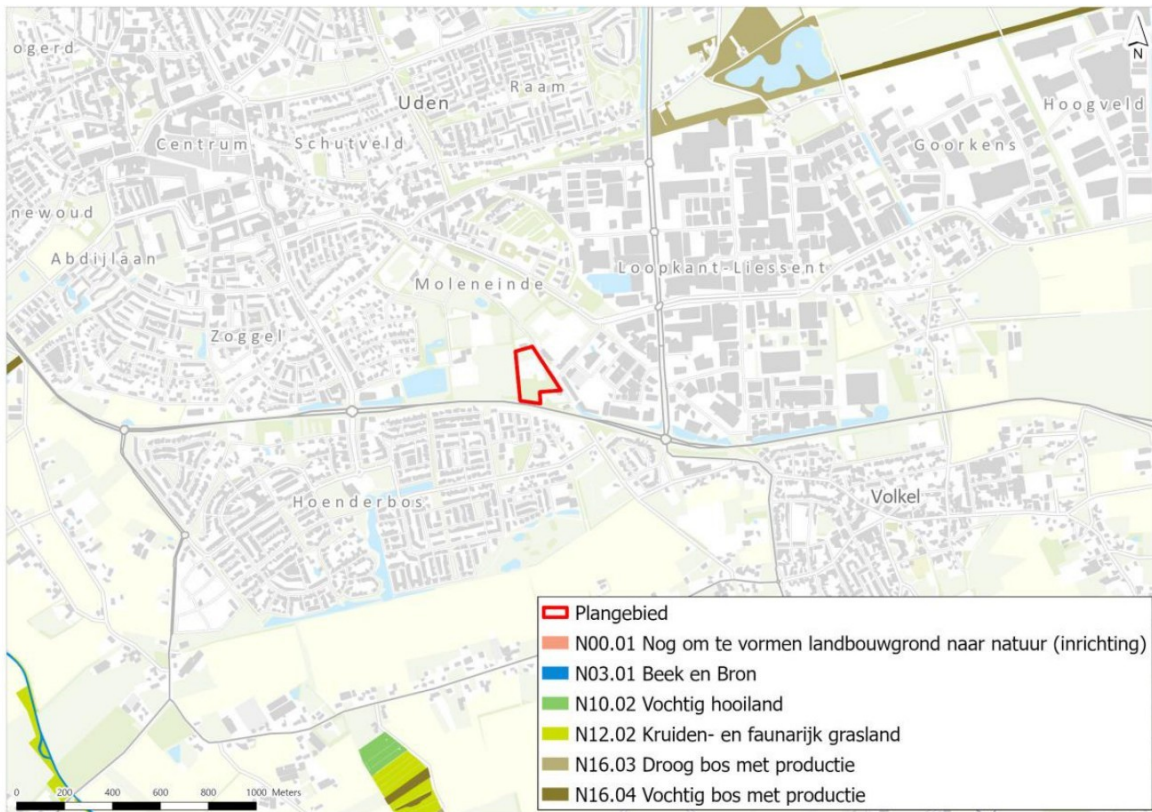 ogerd
Uden
Raam
Hoogveld
Centrum
Schutveld
Goorkens
newoud
Abdijlaan
Moleneinde
Loopkant-Liessent
Zoggel
Hoenderbos
Volkel
N
Plangebied
N00.01 Nog om te vormen landbouwgrond naar natuur (inrichting)
N03.01 Beek en Bron
N10.02 Vochtig hooiland
N12.02 Kruiden- en faunarijk grasland
N16.03 Droog bos met productie
N16.04 Vochtig bos met productie
0 200 400 600 800 1000 Meters